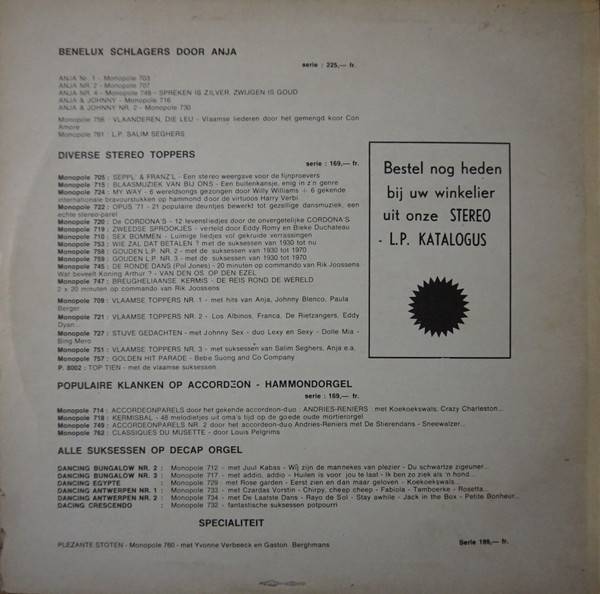 BENELUX SCHLAGERS DOOR ANJA
serie : 225,— fr.
ANJA Nr. 1 - Monopole 703
ANJA NR. 2 - Monopole 707
ANJA NR. 4 - Monopole 748 - SPREKEN IS ZILVER, ZWIJGEN IS GOUD
ANJA & JOHNNY - Monopole 716
ANJA & JOHNNY NR. 2 - Monopole 730
Monopole 756 : VLAANDEREN, DIE LEU - Vlaamse liederen door het gemengd koor Con
Amore
Monopole 761 : L.P. SALIM SEGHERS
DIVERSE STEREO TOPPERS
serie : 169,— fr.
Monopole 705 : SEPPL' & FRANZ'L - Een stereo weergave voor de fijnproevers
Monopole 715 : BLAASMUZIEK VAN BIJ ONS - Een buitenkansje, enig in z'n genre
Monopole 724 : MY WAY - 6 wereldsongs gezongen door Willy Williams + 6 gekende
internationale bravourstukken op hammond door de virtuoos Harry Verbi
Monopole 722 : OPUS '71 - 21 populaire deuntjes bewerkt tot gezellige dansmuziek, een
echte stereo-parel
Monopole 720 : De CORDONA'S - 12 levensliedjes door de onvergetelijke CORDONA'S
Monopole 719 : ZWEEDSE SPROOKJES - verteld door Eddy Romy en Bieke Duchateau
Monopole 710 : SEX BOMMEN - Luimige liedjes vol gekruide verrassingen
Monopole 753 : WIE ZAL DAT BETALEN ? met de suksessen van 1930 tot nu
Monopole 758 : GOUDEN L.P. NR. 2 - met de suksessen van 1930 tot 1970
Monopole 759 : GOUDEN L.P. NR. 3 - met de suksessen van 1930 tot 1970
Monopole 745 : DE RONDE DANS (Pol Jones) - 20 minuten op commando van Rik Joossens
Wat beveelt Koning Arthur ? - VAN DEN OS. OP DEN EZEL
Monopole 747 : BREUGHELIAANSE KERMIS - DE REIS ROND DE WERELD
2 x 20 minuten op commando van Rik Joossens
Monopole 709 : VLAAMSE TOPPERS NR. 1 - met hits van Anja, Johnny Blenco, Paula
Berger
Monopole 721 : VLAAMSE TOPPERS NR. 2 - Los Albinos, Franca, De Rietzangers, Eddy
Dyan...
Monopole 727 : STIJVE GEDACHTEN - met Johnny Sex - duo Lexy en Sexy - Dolle Mia -
Bing Mero
Monopole 751 : VLAAMSE TOPPERS NR. 3 - met suksessen van Salim Seghers, Anja e.a.
Monopole 757 : GOLDEN HIT PARADE - Bebe Suong and Co Company
P. 8002 : TOP TIEN - met de vlaamse suksessen
Bestel nog heden
bij uw winkelier
uit onze STEREO
- L.P. KATALOGUS
POPULAIRE KLANKEN OP ACCORDEON - HAMMONDORGEL
serie : 169,— fr.
Monopole 714 : ACCORDEONPARELS door het gekende accordeon-duo : ANDRIES-RENIERS : met Koekoekswals, Crazy Charleston...
Monopole 718 : KERMISBAL - 48 melodietjes uit oma's tijd op de goede oude mortierorgel
Monopole 749 : ACCORDEONPARELS NR. 2 door het accordeon-duo Andries-Reniers met De Stierendans - Sneewalzer...
Monopole 762 : CLASSIQUES DU MUSETTE - door Louis Pelgrims
ALLE SUKSESSEN OP DECAP ORGEL
DANCING BUNGALOW NR. 2 : Monopole 712 - met Juul Kabas - Wij zijn de mannekes van plezier - Du schwartze zigeuner...
DANCING BUNGALOW NR. 3 : Monopole 717 - met addio, addio - Huilen is voor jou te laat - Ik ben zo ziek als 'n hond...
DANCING EGYPTE : Monopole 729 - met Rose garden - Eerst zien en dan maar geloven - Koekoekswals...
DANCING ANTWERPEN NR. 1 : Monopole 733 - met Czardas Vorstin - Chirpy, cheep cheep - Fabiola - Tamboerke - Rosetta...
DANCING ANTWERPEN NR. 2 : Monopole 734 - met De Laatste Dans - Rayo de Sol - Stay awhile - Jack in the Box - Petite Bonheur...
DACING CRESCENDO : Monopole 732 - fantastische suksessen potpourri
SPECIALITEIT
PLEZANTE STOTEN - Monopole 760 - met Yvonne Verbeeck en Gaston Berghmans
Serie 199,— fr.